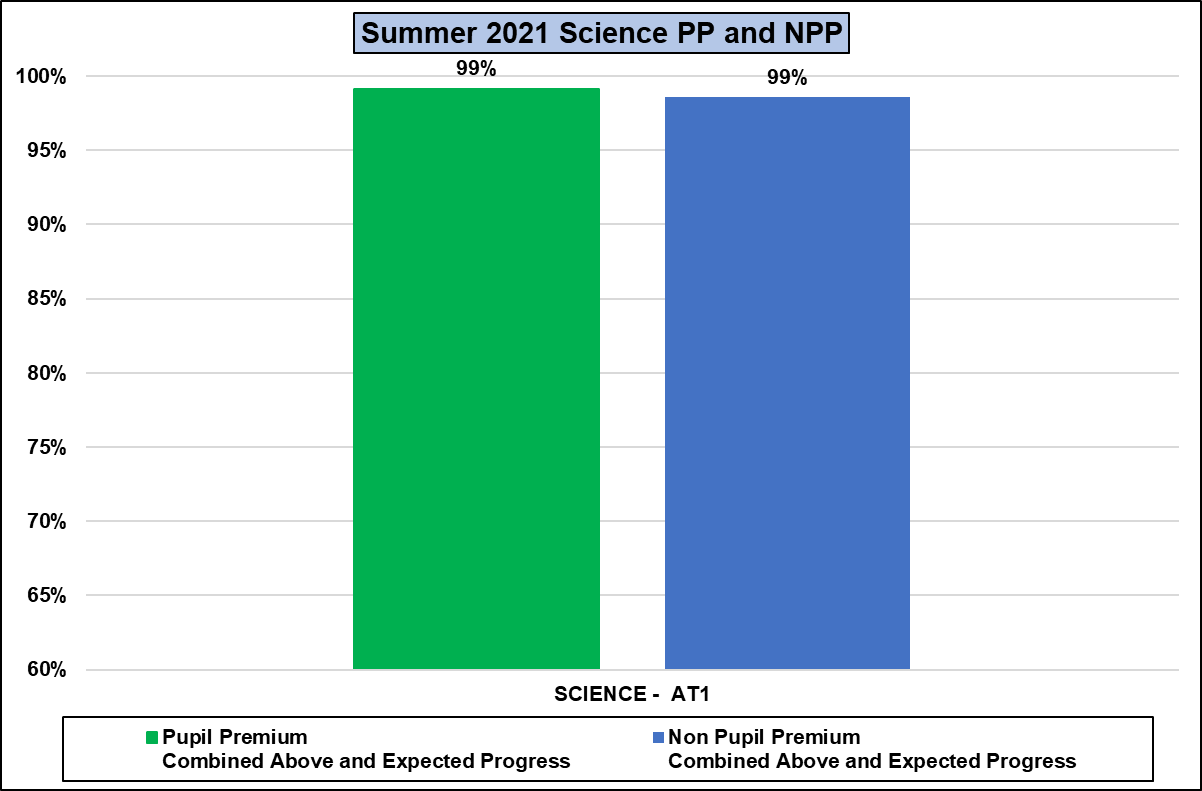 Summer 2021 Science PP and NPP
99%
99%
100%
95%
90%
85%
80%
75%
70%
65%
60%
SCIENCE -  AT1
Pupil Premium
Combined Above and Expected Progress
Non Pupil Premium
Combined Above and Expected Progress